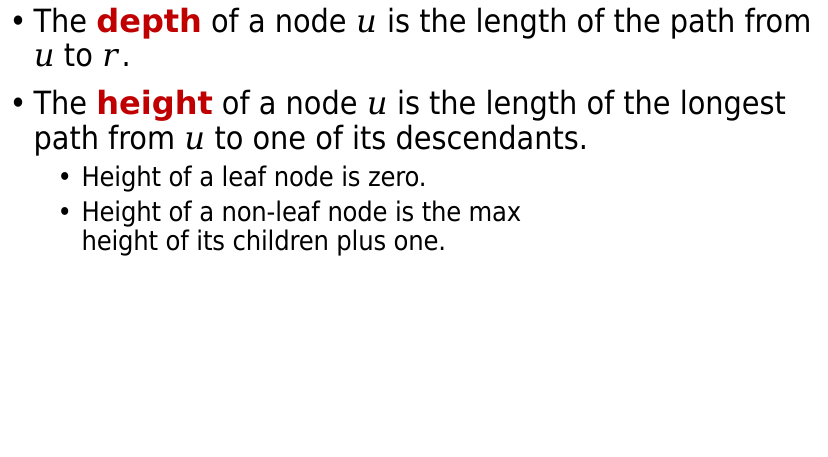 • The depth of a node u is the length of the path from
u to r.
• The height of a node u is the length of the longest
path from u to one of its descendants.
• Height of a leaf node is zero.
• Height of a non-leaf node is the max
height of its children plus one.